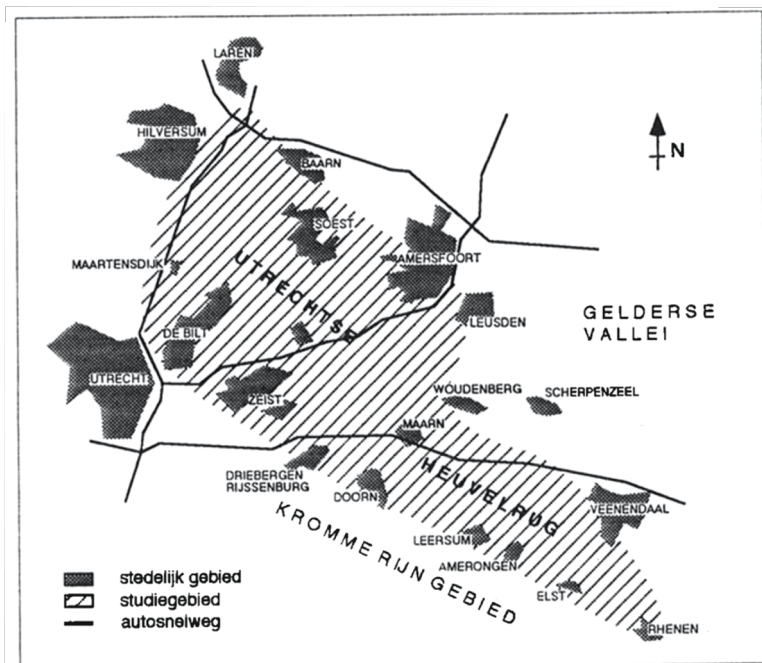 LAREN
HILVERSUM
N
BAARN
SOEST
MAARTENSDIJK
AMERSFOORT
UTRECHTSE
GELDERSE
VALLEI
LEUSDEN
DE BILT
UTRECHT
ZEIST
WOUDENBERG
SCHERPENZEEL
MAARN
HEUVELRUG
DRIEBERGEN
RIJSSENBURG
DOORN
VEENENDAAL
KROMME RIJN GEBIED
LEERSUM
AMERONGEN
ELST
RHENEN
stedelijk gebied
studiegebied
autosnelweg